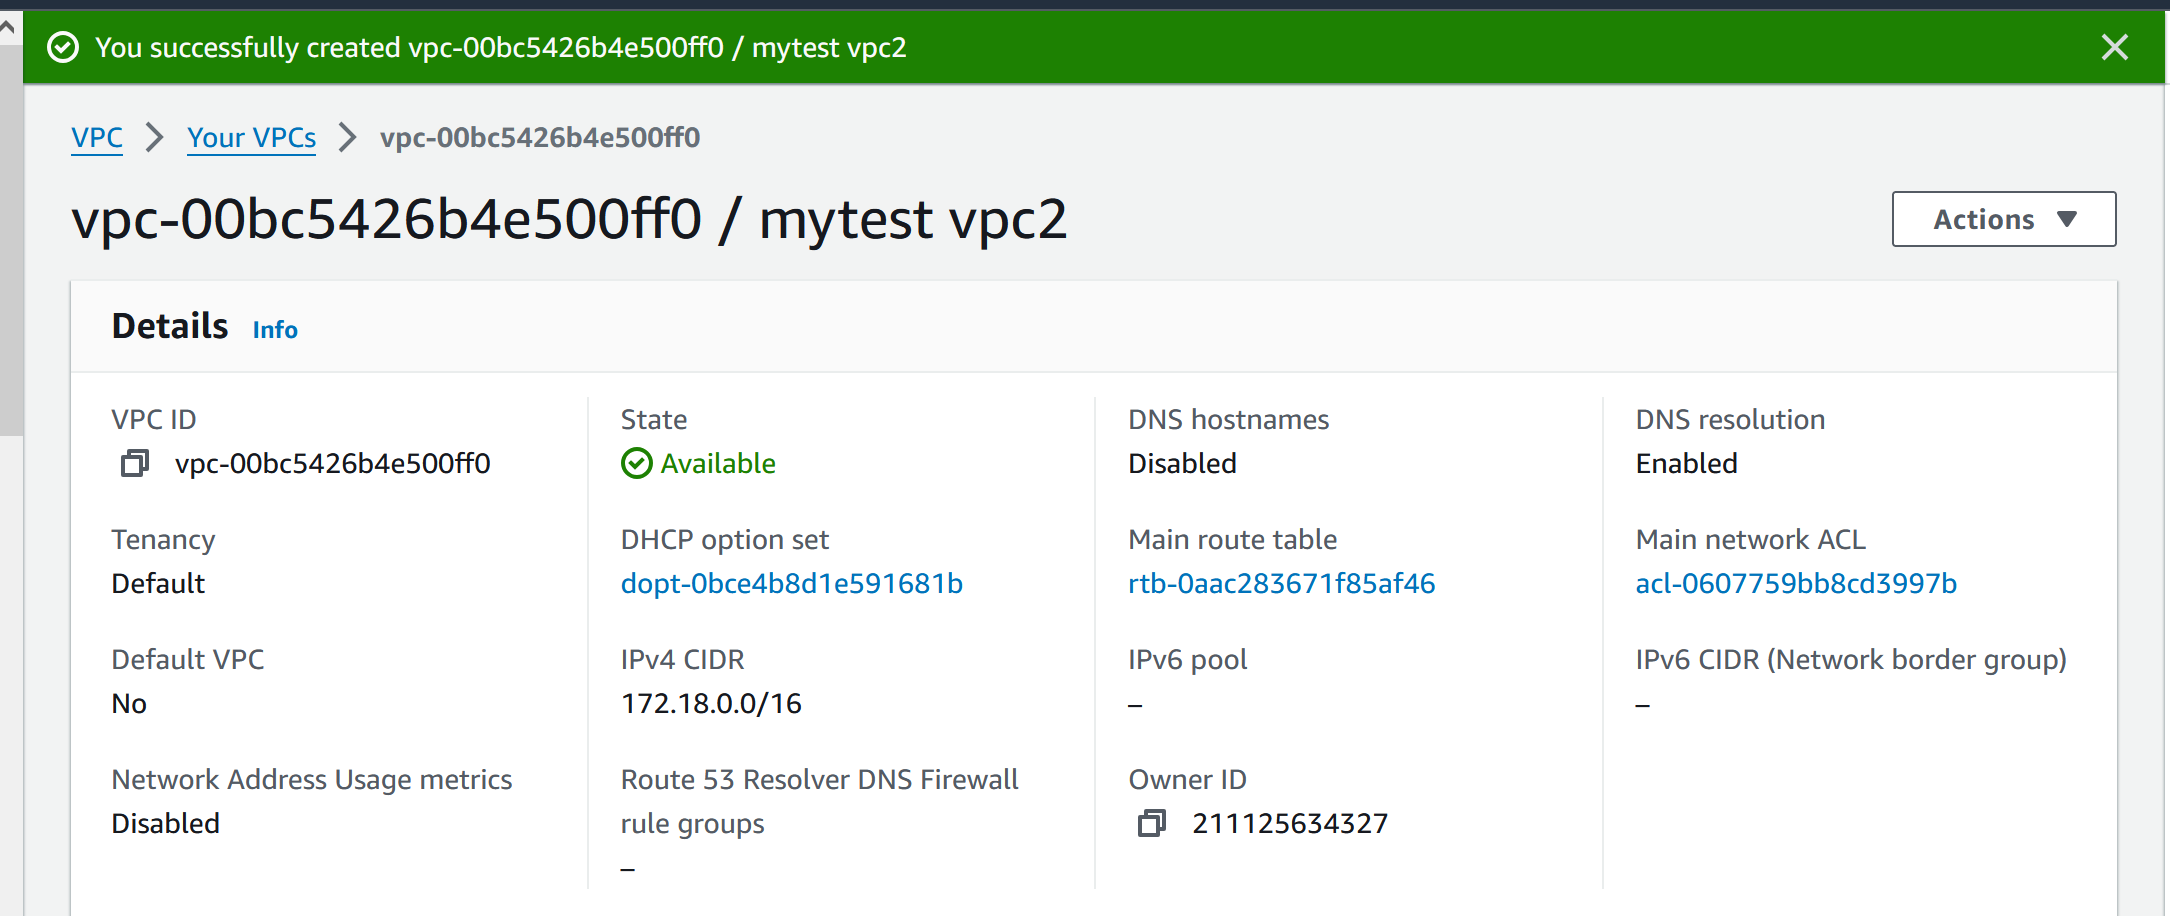 You successfully created vpc-00bc5426b4e500ff0 / mytest vpc2
VPC > Your VPCs > vpc-00bc5426b4e500ff0
vpc-00bc5426b4e500ff0 / mytest vpc2
Actions
Details Info
VPC ID
vpc-00bc5426b4e500ff0
State
Available
DNS hostnames
Disabled
DNS resolution
Enabled
Tenancy
Default
DHCP option set
dopt-0bce4b8d1e591681b
Main route table
rtb-0aac283671f85af46
Main network ACL
acl-0607759bb8cd3997b
Default VPC
No
IPv4 CIDR
172.18.0.0/16
IPv6 pool
–
IPv6 CIDR (Network border group)
–
Network Address Usage metrics
Disabled
Route 53 Resolver DNS Firewall
rule groups
–
Owner ID
211125634327